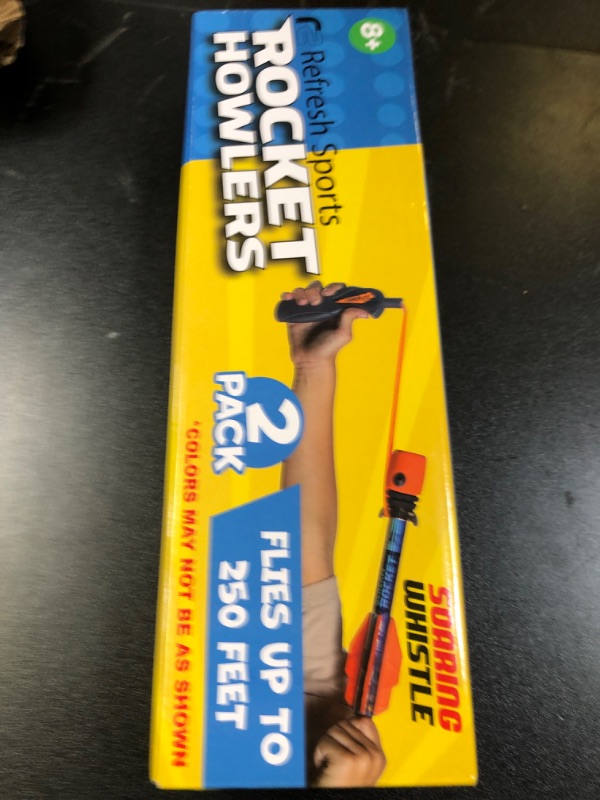 8+
Refresh Sports
ROCKET
HOWLERS
2
PACK
FLIES UP TO
250 FEET
*COLORS MAY NOT BE AS SHOWN
SOARING
WHISTLE
ROCKET